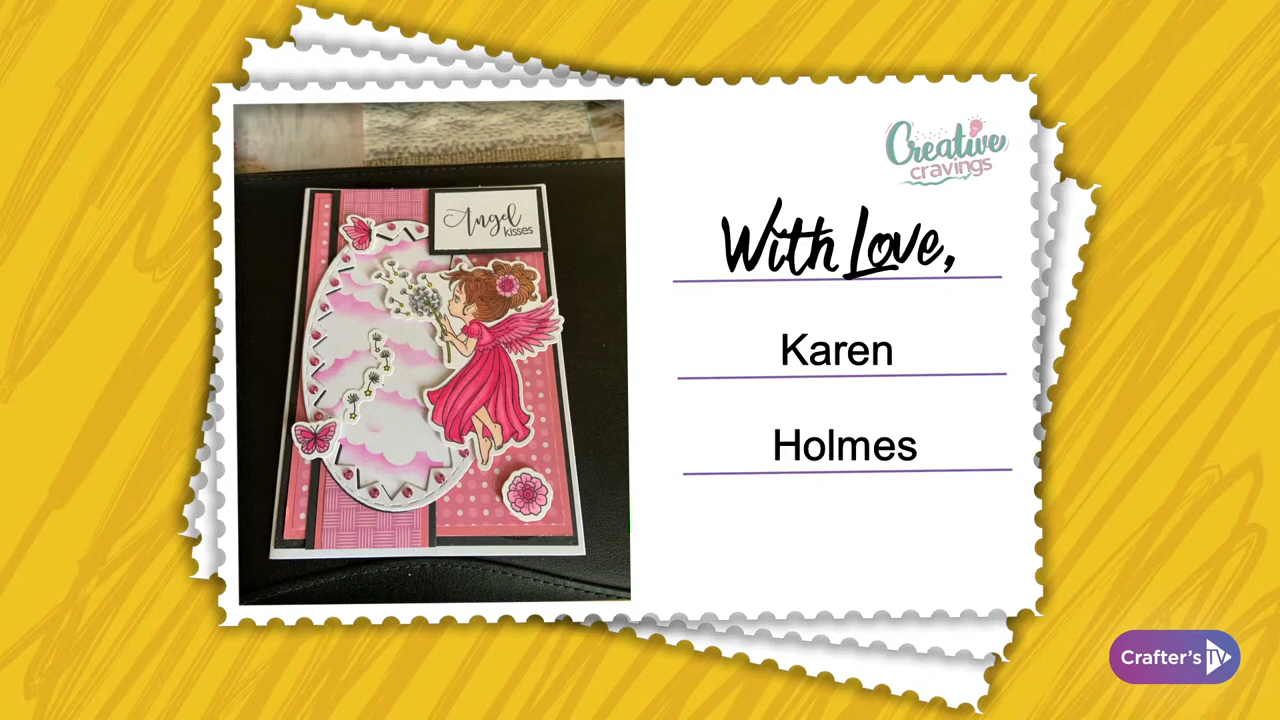 Angel
kisses
Creative
cravings
With Love,
Karen
Holmes
Crafter's TV